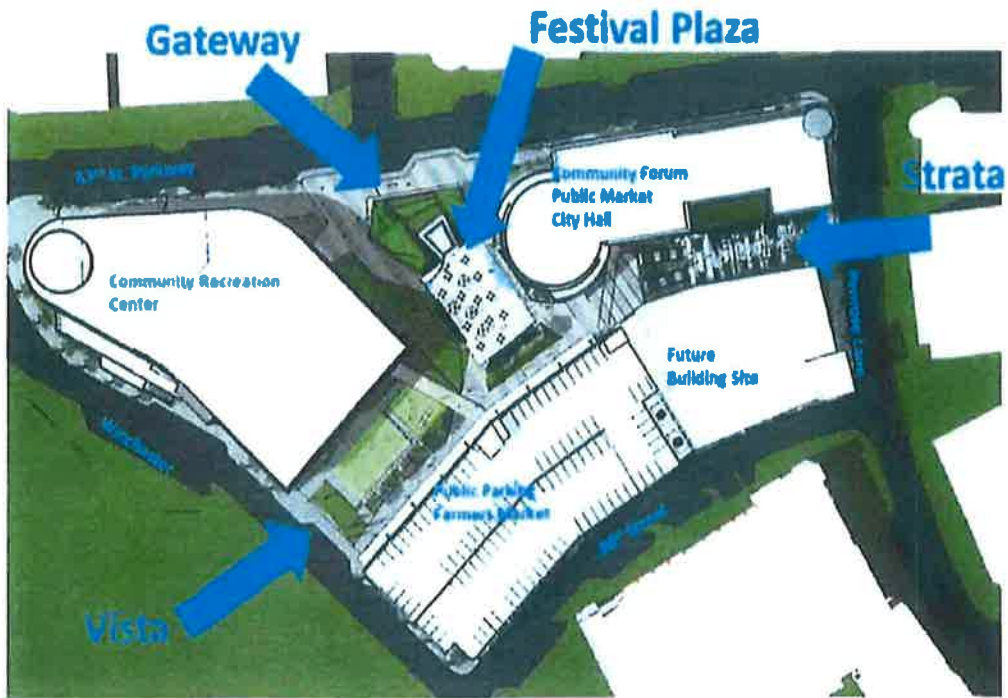 Gateway
Festival Plaza
Strata
Community Forum
Public Market
City Hall
Community Recreation
Center
Future
Building Site
Winchester
Public Parking
Farmers Market
Vista